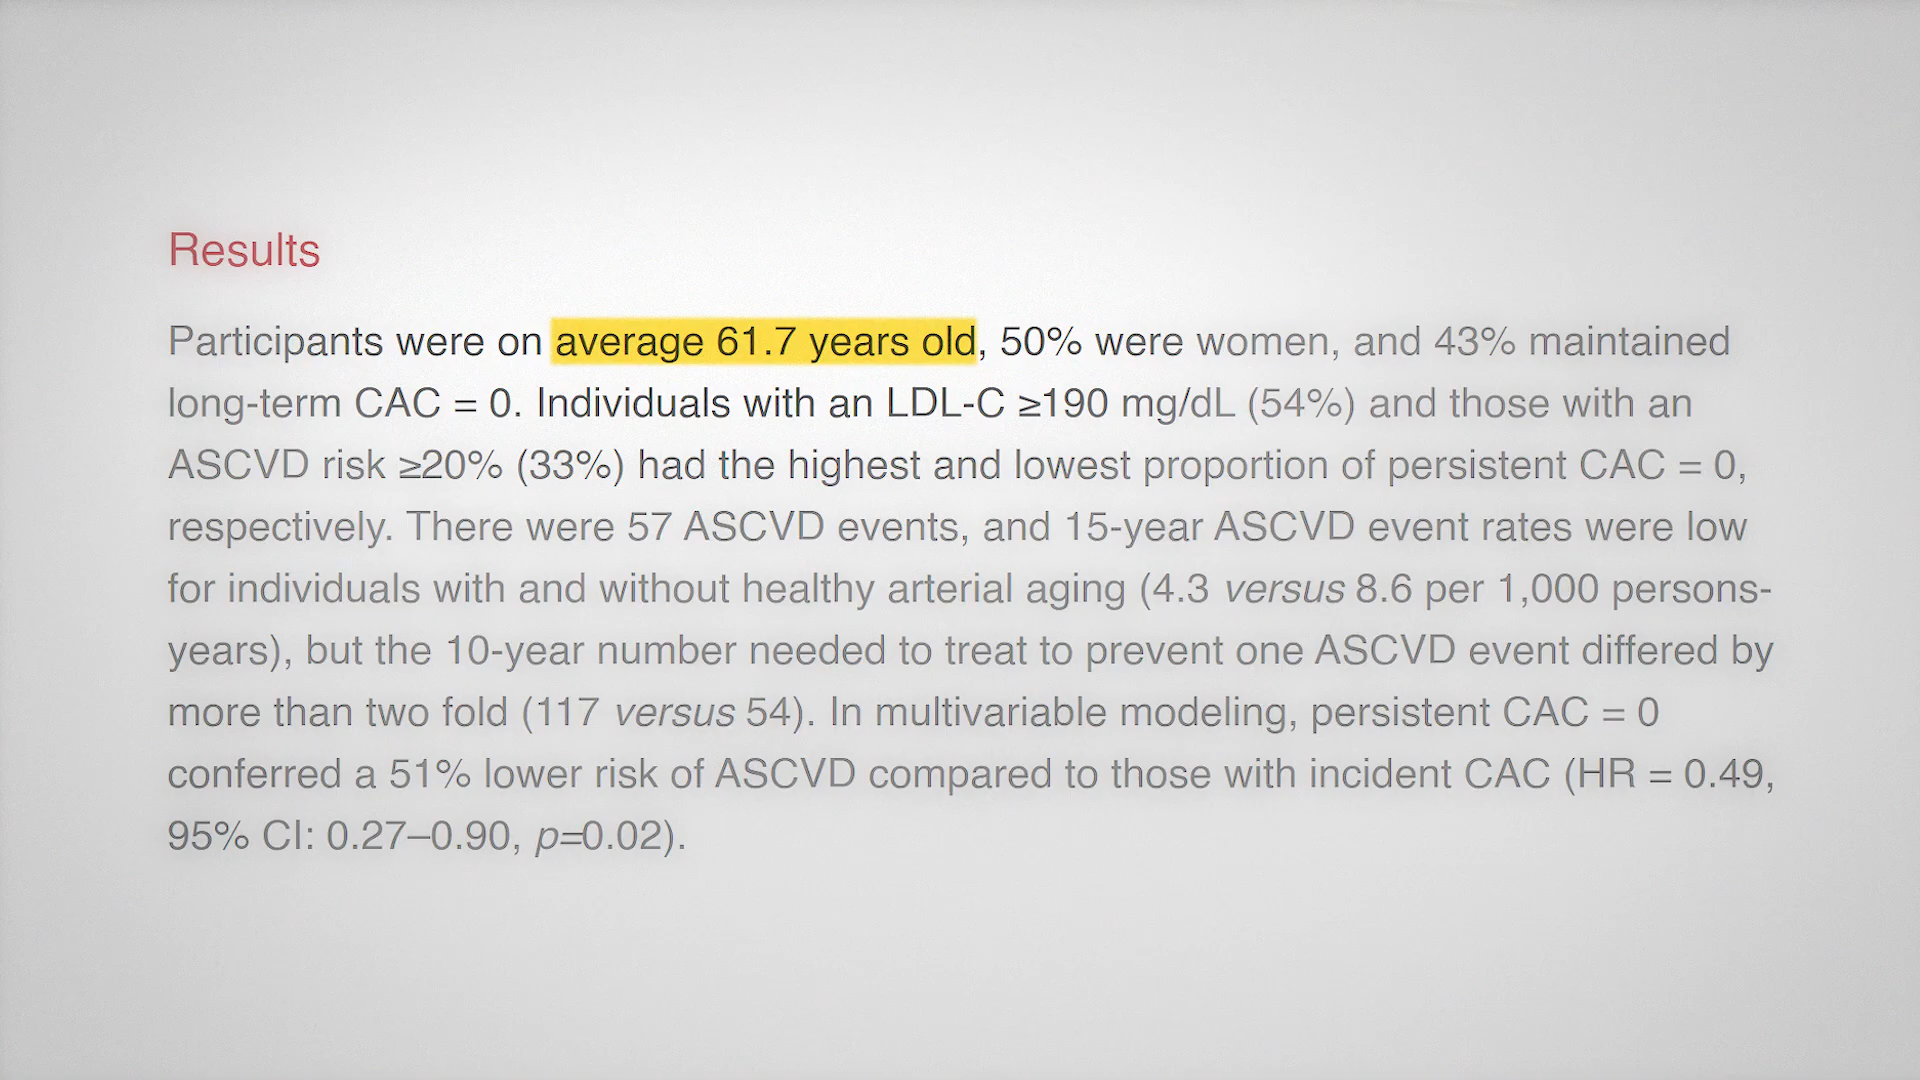 Results
Participants were on average 61.7 years old, 50% were women, and 43% maintained
long-term CAC = 0. Individuals with an LDL-C ≥190 mg/dL (54%) and those with an
ASCVD risk ≥20% (33%) had the highest and lowest proportion of persistent CAC = 0,
respectively. There were 57 ASCVD events, and 15-year ASCVD event rates were low
for individuals with and without healthy arterial aging (4.3 versus 8.6 per 1,000 persons-
years), but the 10-year number needed to treat to prevent one ASCVD event differed by
more than two fold (117 versus 54). In multivariable modeling, persistent CAC = 0
conferred a 51% lower risk of ASCVD compared to those with incident CAC (HR = 0.49,
95% CI: 0.27–0.90, p=0.02).